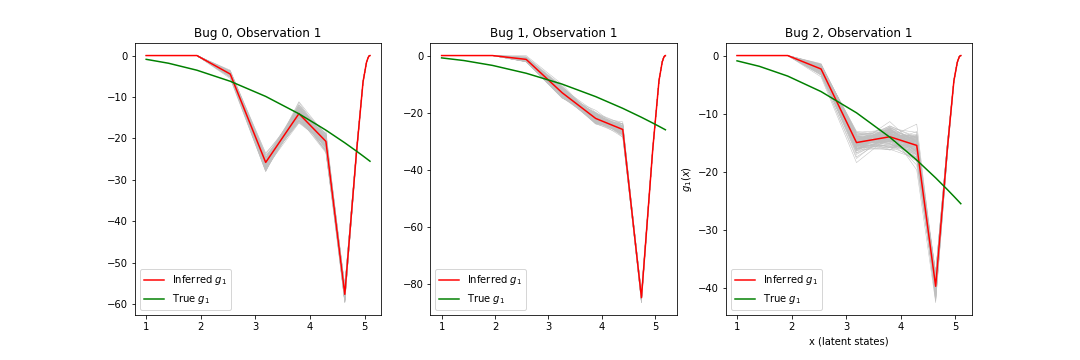 Bug 0, Observation 1
0
−10
−20
−30
−40
−50
−60
1 2 3 4 5
Inferred g₁
True g₁
Bug 1, Observation 1
0
−20
−40
−60
−80
1 2 3 4 5
Inferred g₁
True g₁
Bug 2, Observation 1
g₁(x)
0
−10
−20
−30
−40
1 2 3 4 5
x (latent states)
Inferred g₁
True g₁